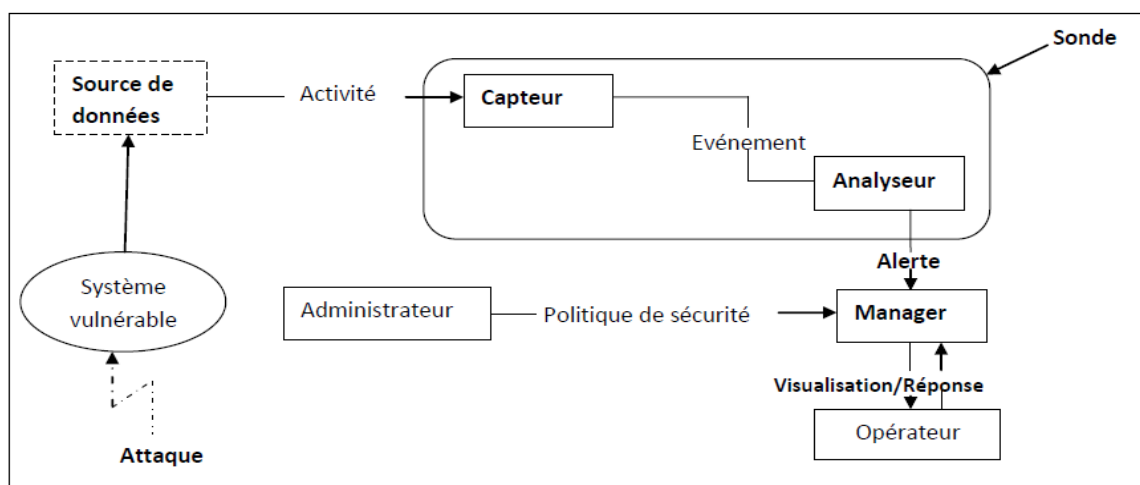 Sonde
Source de
données
Activité
Capteur
Evénement
Analyseur
Alerte
Système
vulnérable
Administrateur
Politique de sécurité
Manager
Visualisation/Réponse
Opérateur
Attaque